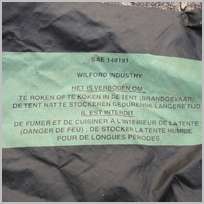 SAE 148191
WILFORD INDUSTRY
HET IS VERBODEN OM
TE ROKEN OF TE KOKEN IN DE TENT (BRANDGEVAAR)
DE TENT NAT TE STOCKEREN GEDURENDE LANGERE TIJD
IL EST INTERDIT
DE FUMER ET DE CUISINER A L'INTERIEUR DE LA TENTE
(DANGER DE FEU) , DE STOCKER LA TENTE HUMIDE
POUR DE LONGUES PERIODES.